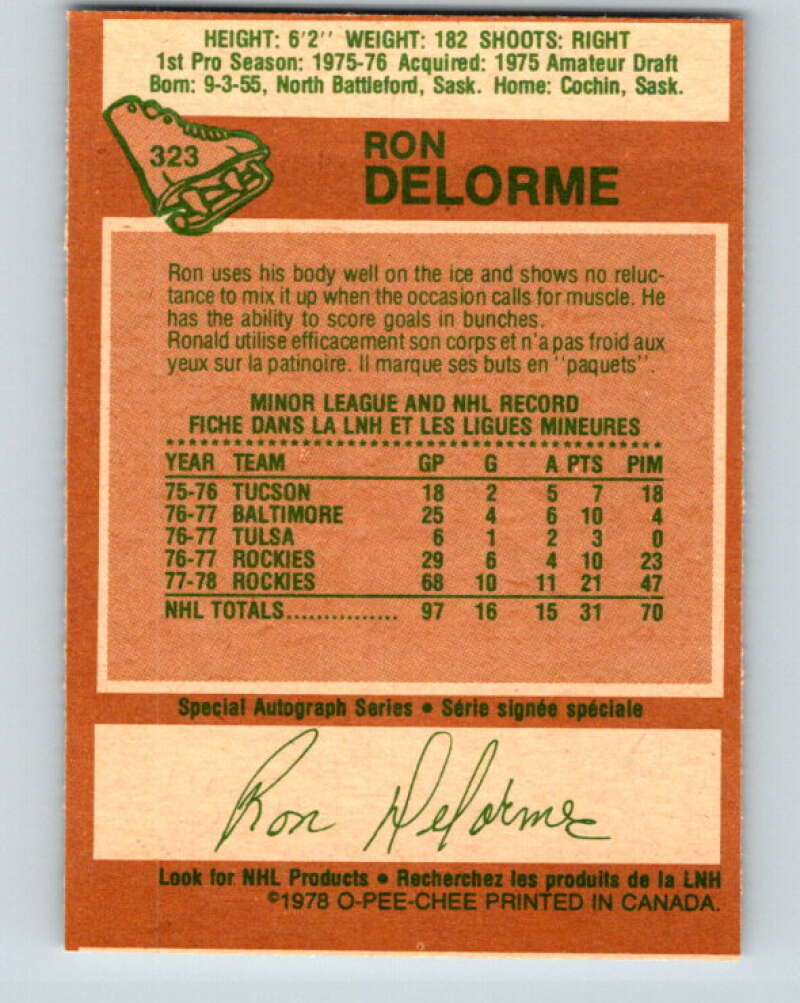 HEIGHT: 6'2'' WEIGHT: 182 SHOOTS: RIGHT
1st Pro Season: 1975-76 Acquired: 1975 Amateur Draft
Born: 9-3-55, North Battleford, Sask. Home: Cochin, Sask.
323
RON
DELORME
Ron uses his body well on the ice and shows no reluc-
tance to mix it up when the occasion calls for muscle. He
has the ability to score goals in bunches.
Ronald utilise efficacement son corps et n'a pas froid aux
yeux sur la patinoire. Il marque ses buts en ''paquets''.
MINOR LEAGUE AND NHL RECORD
FICHE DANS LA LNH ET LES LIGUES MINEURES
YEAR TEAM GP G A PTS PIM
75-76 TUCSON 18 2 5 7 18
76-77 BALTIMORE 25 4 6 10 4
76-77 TULSA 6 1 2 3 0
76-77 ROCKIES 29 6 4 10 23
77-78 ROCKIES 68 10 11 21 47
NHL TOTALS............... 97 16 15 31 70
Special Autograph Series • Série signée spéciale
Ron Delorme
Look for NHL Products • Recherchez les produits de la LNH
©1978 O-PEE-CHEE PRINTED IN CANADA.